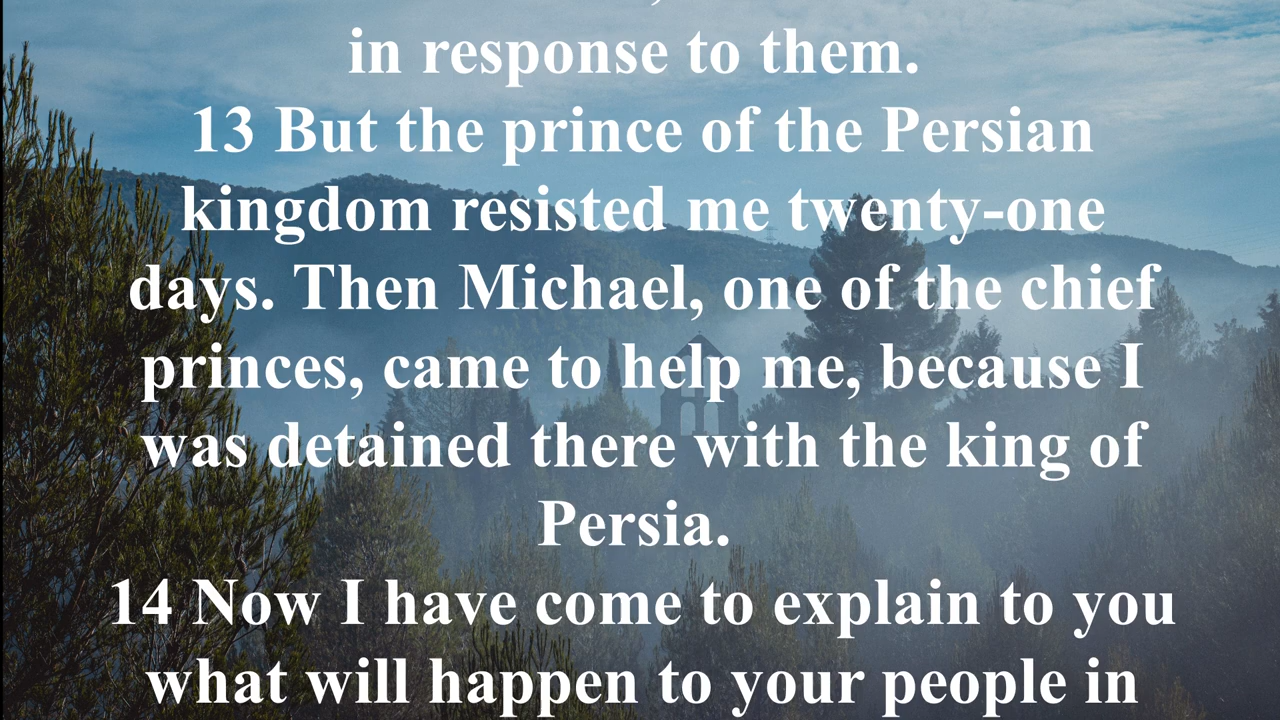 in response to them.
13 But the prince of the Persian
kingdom resisted me twenty-one
days. Then Michael, one of the chief
princes, came to help me, because I
was detained there with the king of
Persia.
14 Now I have come to explain to you
what will happen to your people in